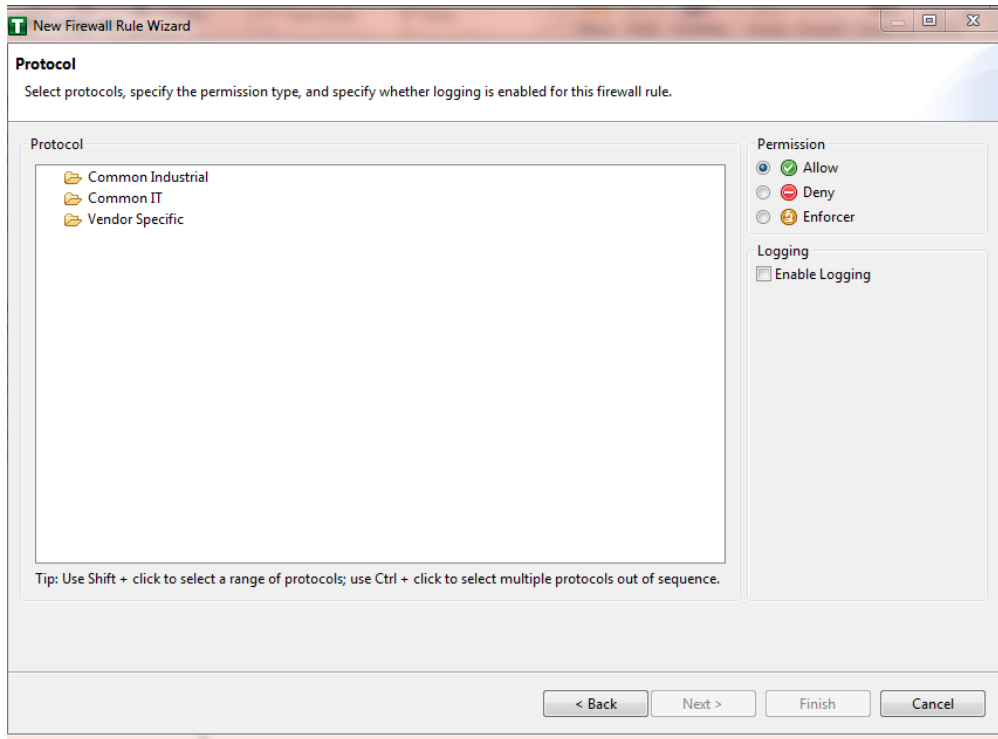 New Firewall Rule Wizard
Protocol
Select protocols, specify the permission type, and specify whether logging is enabled for this firewall rule.
Protocol
Common Industrial
Common IT
Vendor Specific
Tip: Use Shift + click to select a range of protocols; use Ctrl + click to select multiple protocols out of sequence.
Permission
Allow
Deny
Enforcer
Logging
Enable Logging
< Back
Next >
Finish
Cancel